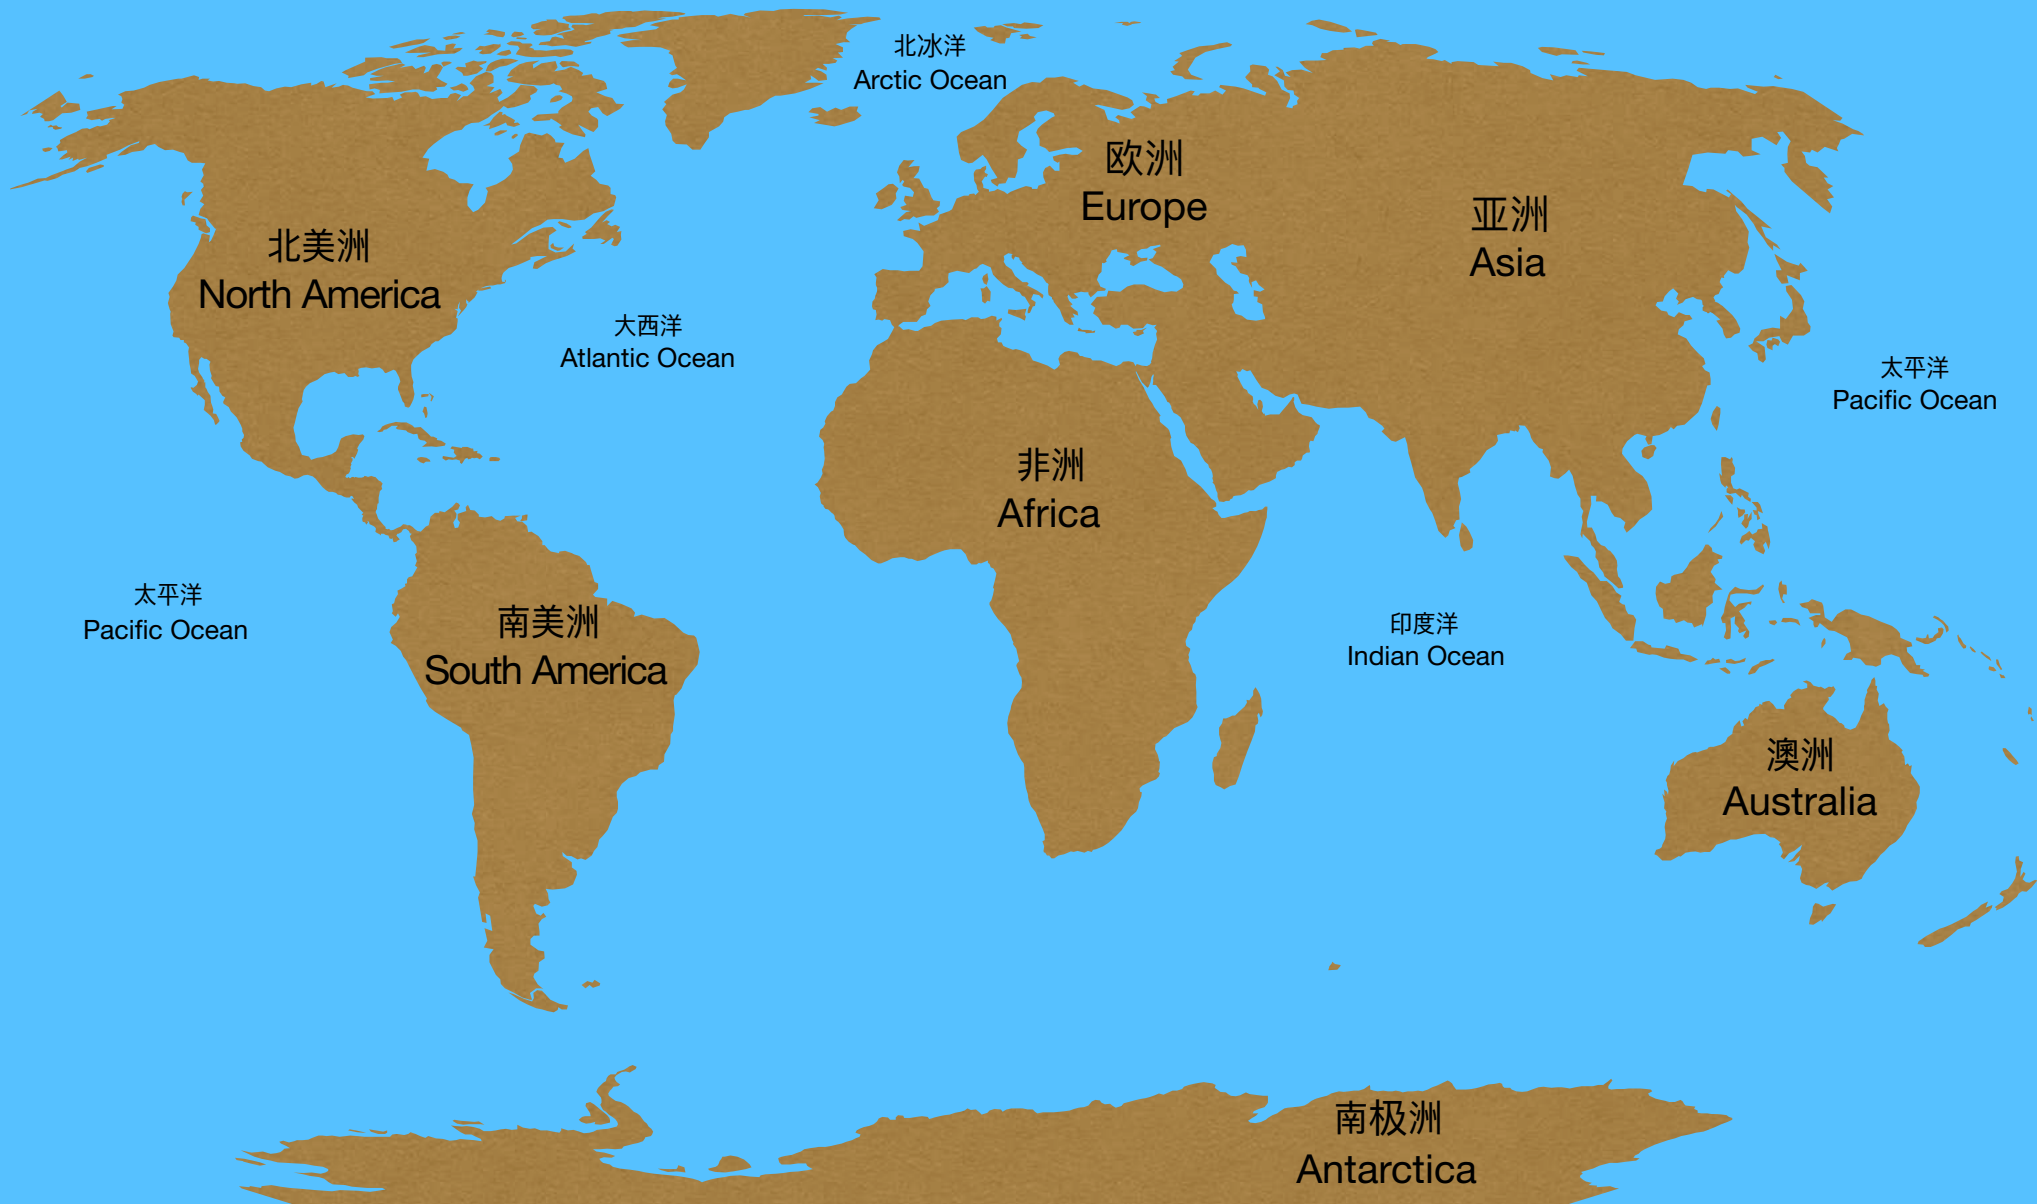 北冰洋
Arctic Ocean
欧洲
Europe
亚洲
Asia
北美洲
North America
大西洋
Atlantic Ocean
太平洋
Pacific Ocean
非洲
Africa
太平洋
Pacific Ocean
南美洲
South America
印度洋
Indian Ocean
澳洲
Australia
南极洲
Antarctica